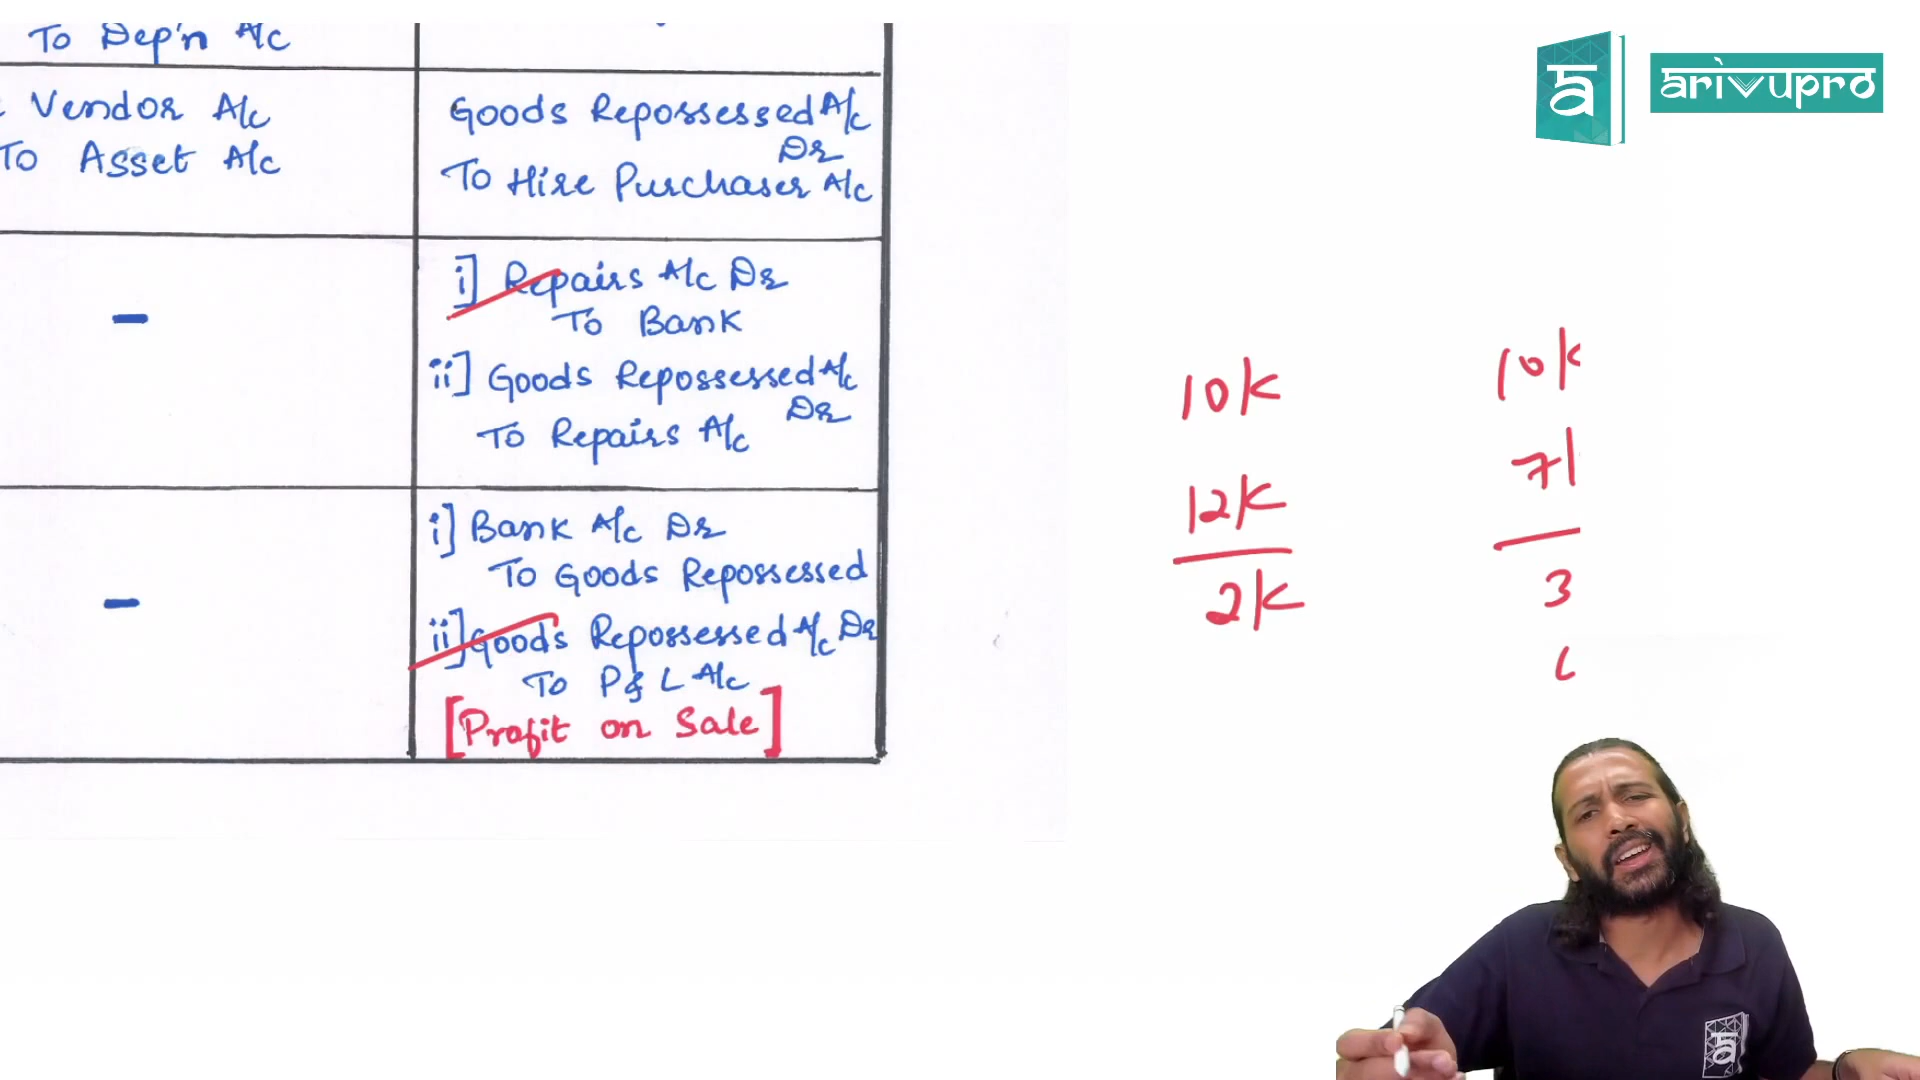 To Dep'n A/c
Vendor A/c
To Asset A/c
Goods Repossessed A/c
Dr
To Hire Purchaser A/c
-
i] Repairs A/c Dr
To Bank
ii] Goods Repossessed A/c
Dr
To Repairs A/c
-
i] Bank A/c Dr
To Goods Repossessed
ii] Goods Repossessed A/c Dr
To P & L A/c
[Profit on Sale]
10k
12k
2k
10k
3
arivupro